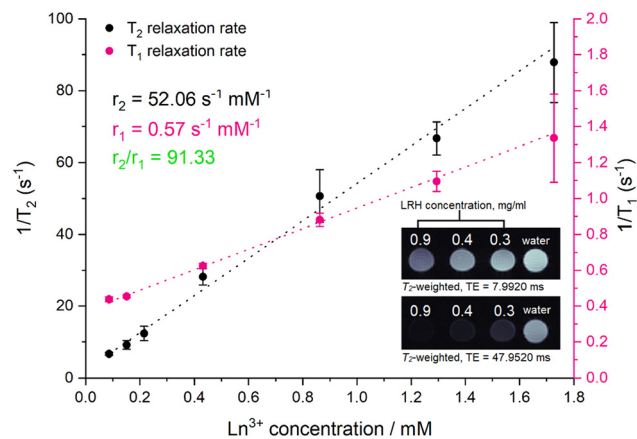 T2 relaxation rate
T1 relaxation rate
r2 = 52.06 s-1 mM-1
r1 = 0.57 s-1 mM-1
r2/r1 = 91.33
100
80
60
40
20
0
1/T2 (s-1)
2.0
1.8
1.6
1.4
1.2
1.0
0.8
0.6
0.4
0.2
0.0
1/T1 (s-1)
LRH concentration, mg/ml
0.9 0.4 0.3 water
T2-weighted, TE = 7.9920 ms
0.9 0.4 0.3 water
T2-weighted, TE = 47.9520 ms
0.0 0.2 0.4 0.6 0.8 1.0 1.2 1.4 1.6 1.8
Ln3+ concentration / mM